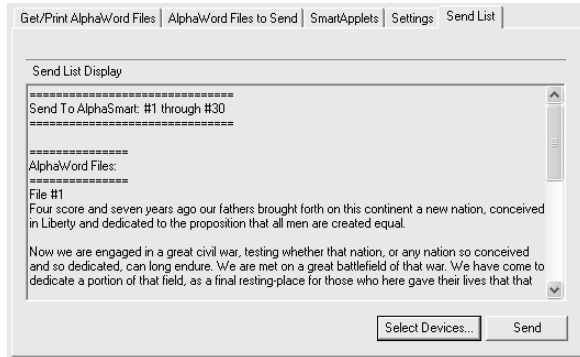 Get/Print AlphaWord Files AlphaWord Files to Send SmartApplets Settings Send List
Send List Display
===============================
Send To AlphaSmart: #1 through #30
===============================
===============
AlphaWord Files:
===============
File #1
Four score and seven years ago our fathers brought forth on this continent a new nation, conceived
in Liberty and dedicated to the proposition that all men are created equal.
Now we are engaged in a great civil war, testing whether that nation, or any nation so conceived
and so dedicated, can long endure. We are met on a great battlefield of that war. We have come to
dedicate a portion of that field, as a final resting-place for those who here gave their lives that that
Select Devices... Send